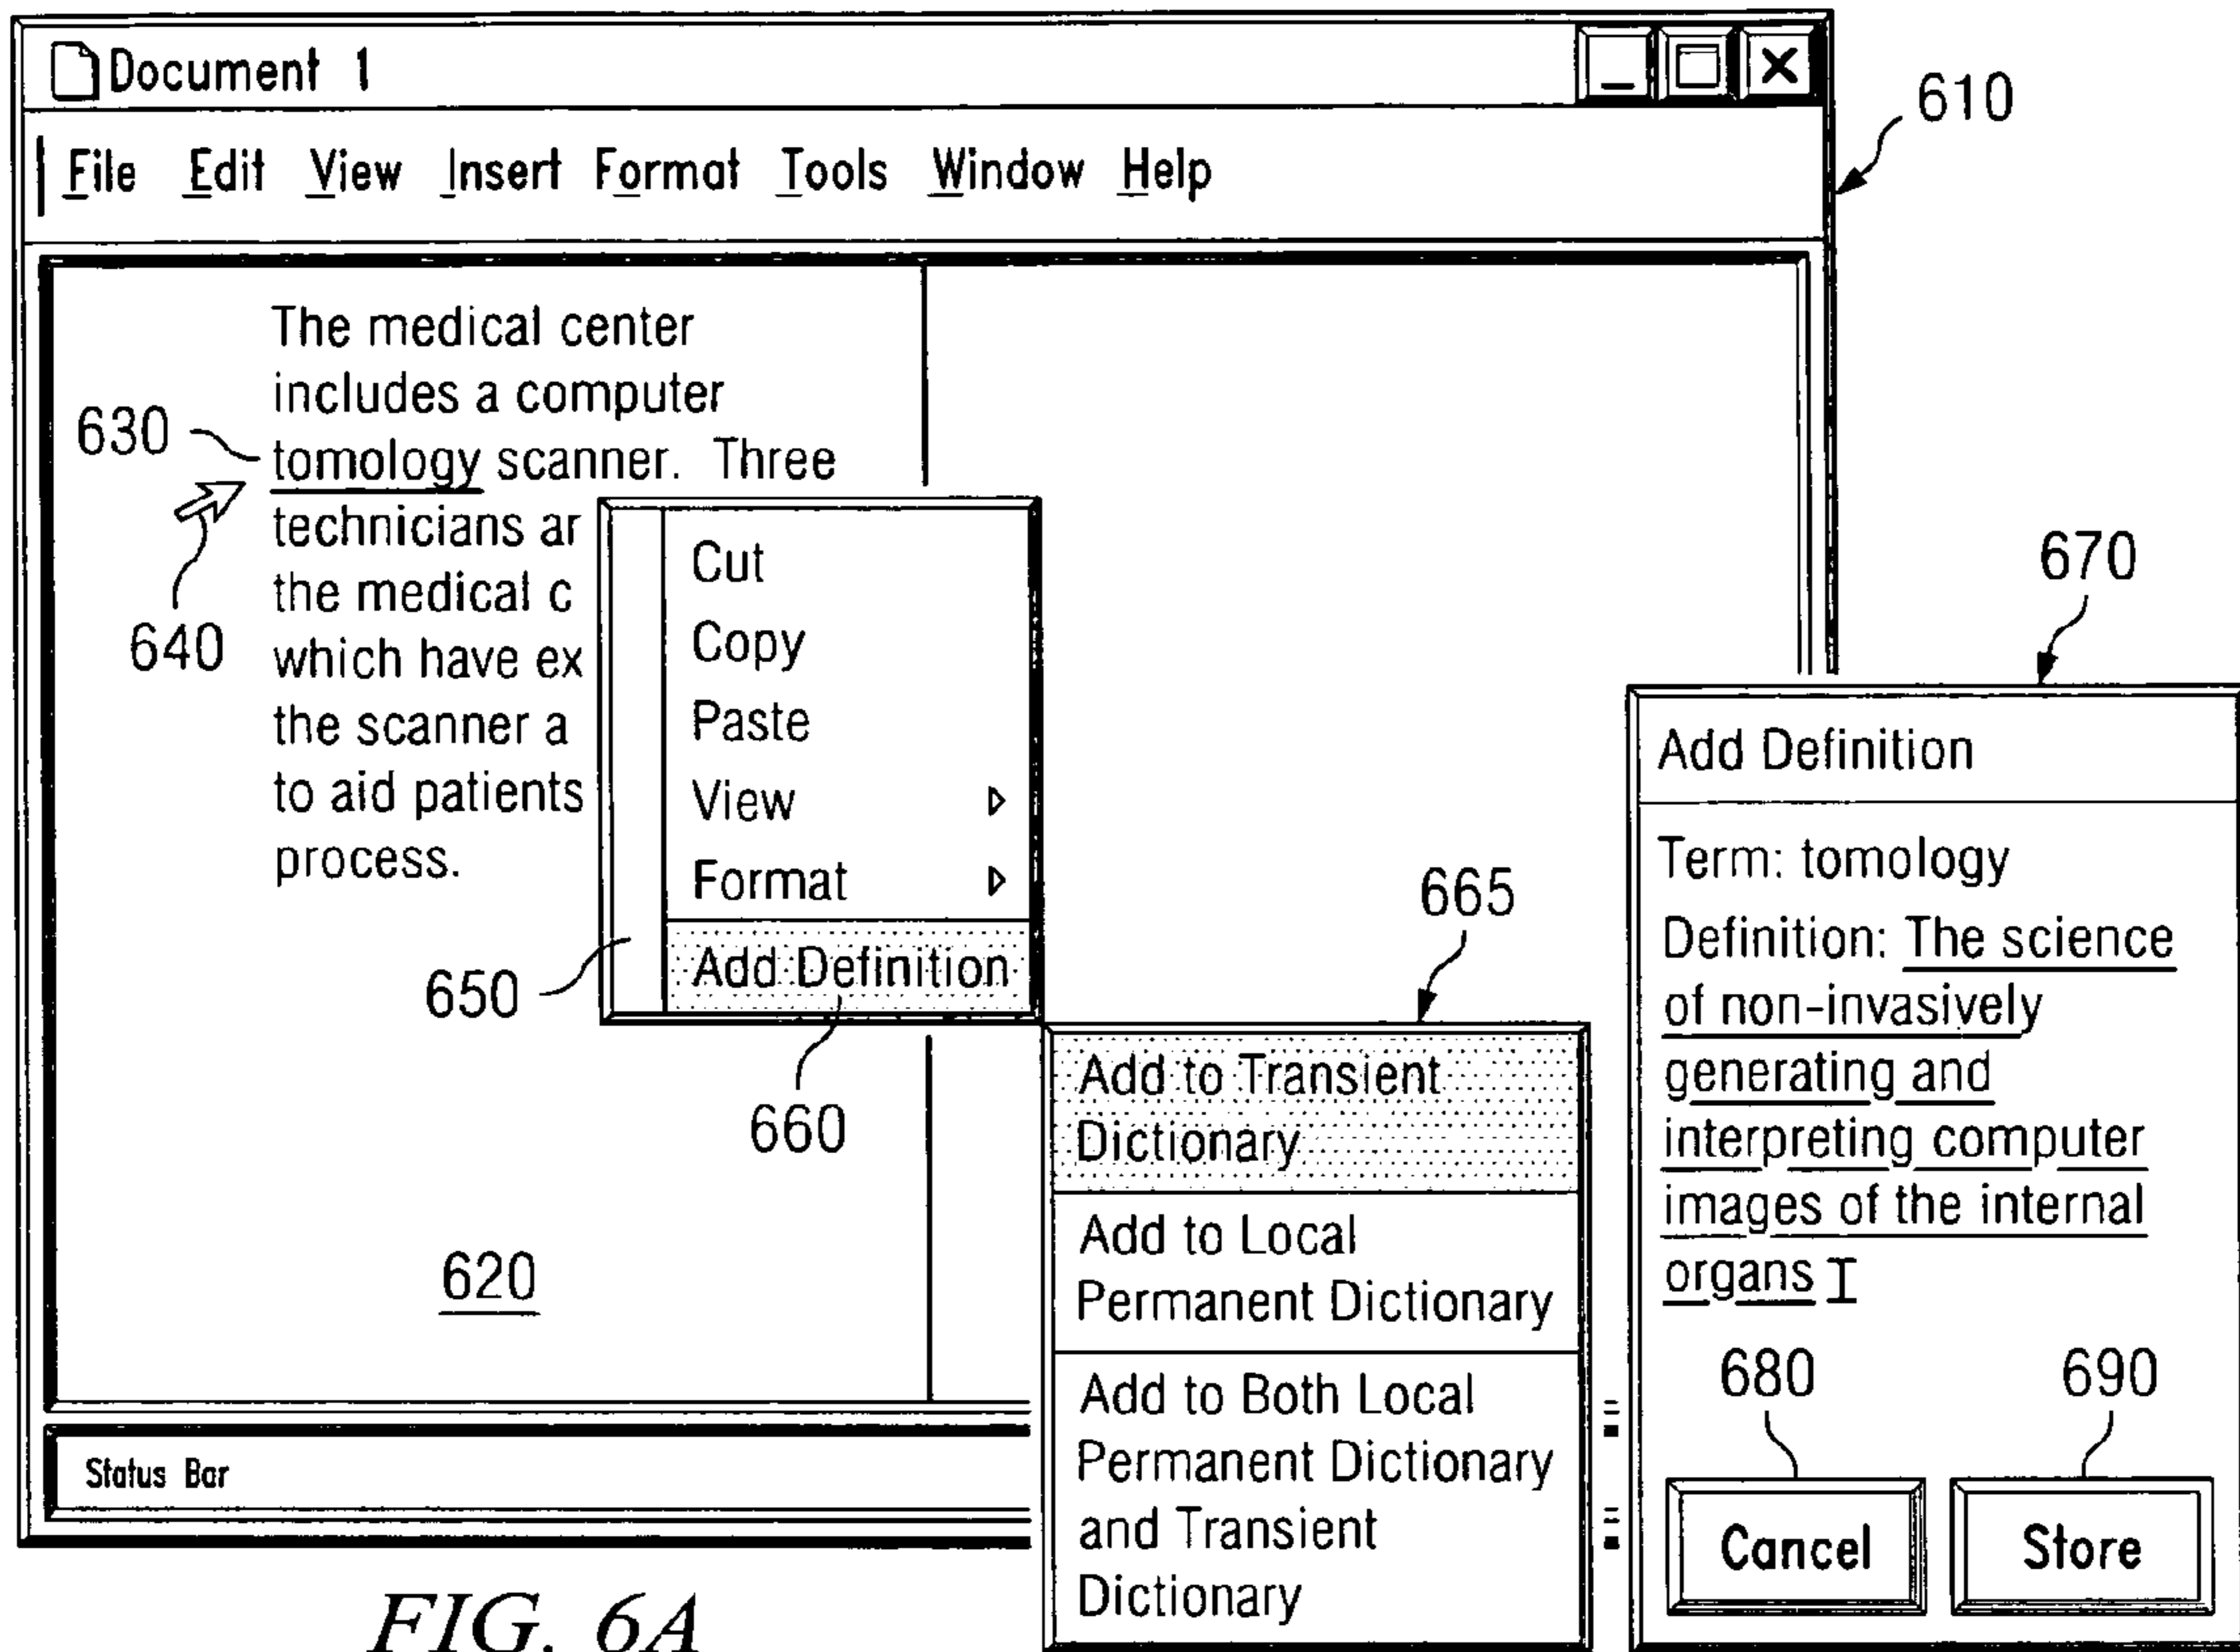 Document 1
610
File Edit View Insert Format Tools Window Help
The medical center
includes a computer
630
tomology scanner. Three
technicians ar
the medical c
640
which have ex
the scanner a
to aid patients
process.
Cut
Copy
Paste
View
Format
Add Definition
650
660
620
665
Add to Transient
Dictionary
Add to Local
Permanent Dictionary
Add to Both Local
Permanent Dictionary
and Transient
Dictionary
670
Add Definition
Term: tomology
Definition: The science
of non-invasively
generating and
interpreting computer
images of the internal
organs
680 690
Cancel Store
Status Bar
FIG. 6A